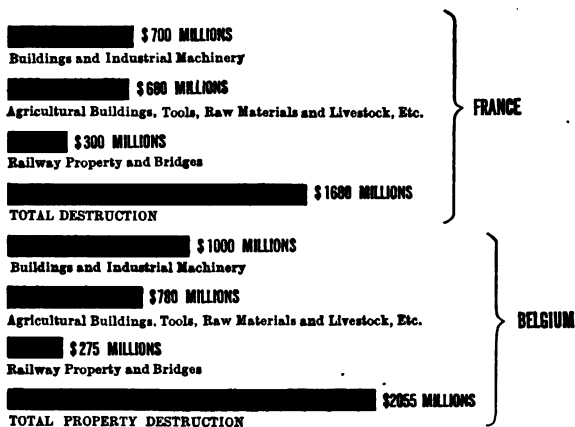 $700 MILLIONS
Buildings and Industrial Machinery
$680 MILLIONS
Agricultural Buildings, Tools, Raw Materials and Livestock, Etc.
$300 MILLIONS
Railway Property and Bridges
$1680 MILLIONS
TOTAL DESTRUCTION
FRANCE
$1000 MILLIONS
Buildings and Industrial Machinery
$780 MILLIONS
Agricultural Buildings, Tools, Raw Materials and Livestock, Etc.
$275 MILLIONS
Railway Property and Bridges
$2055 MILLIONS
TOTAL PROPERTY DESTRUCTION
BELGIUM